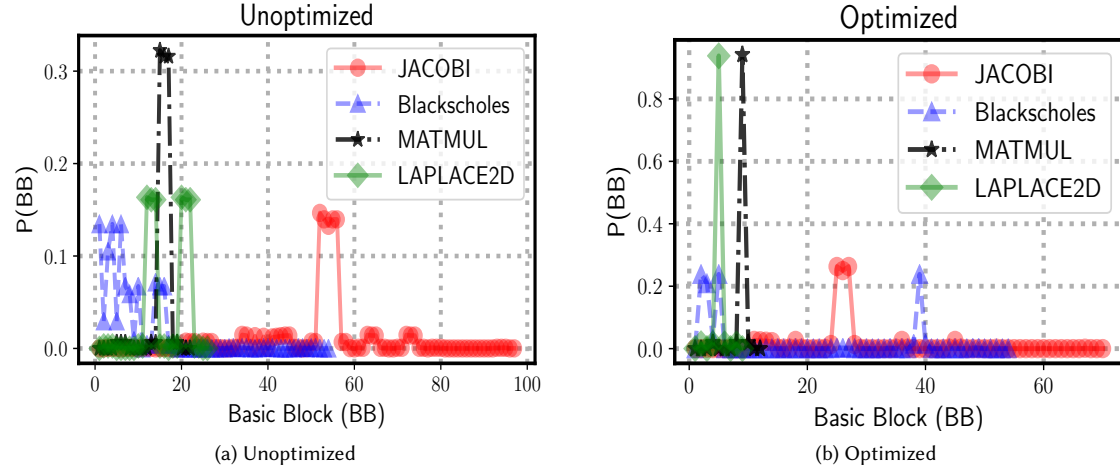 Unoptimized
P(BB)
0.3
0.2
0.1
0.0
JACOBI
Blackscholes
MATMUL
LAPLACE2D
0 20 40 60 80 100
Basic Block (BB)
(a) Unoptimized
Optimized
P(BB)
0.8
0.6
0.4
0.2
0.0
JACOBI
Blackscholes
MATMUL
LAPLACE2D
0 20 40 60
Basic Block (BB)
(b) Optimized